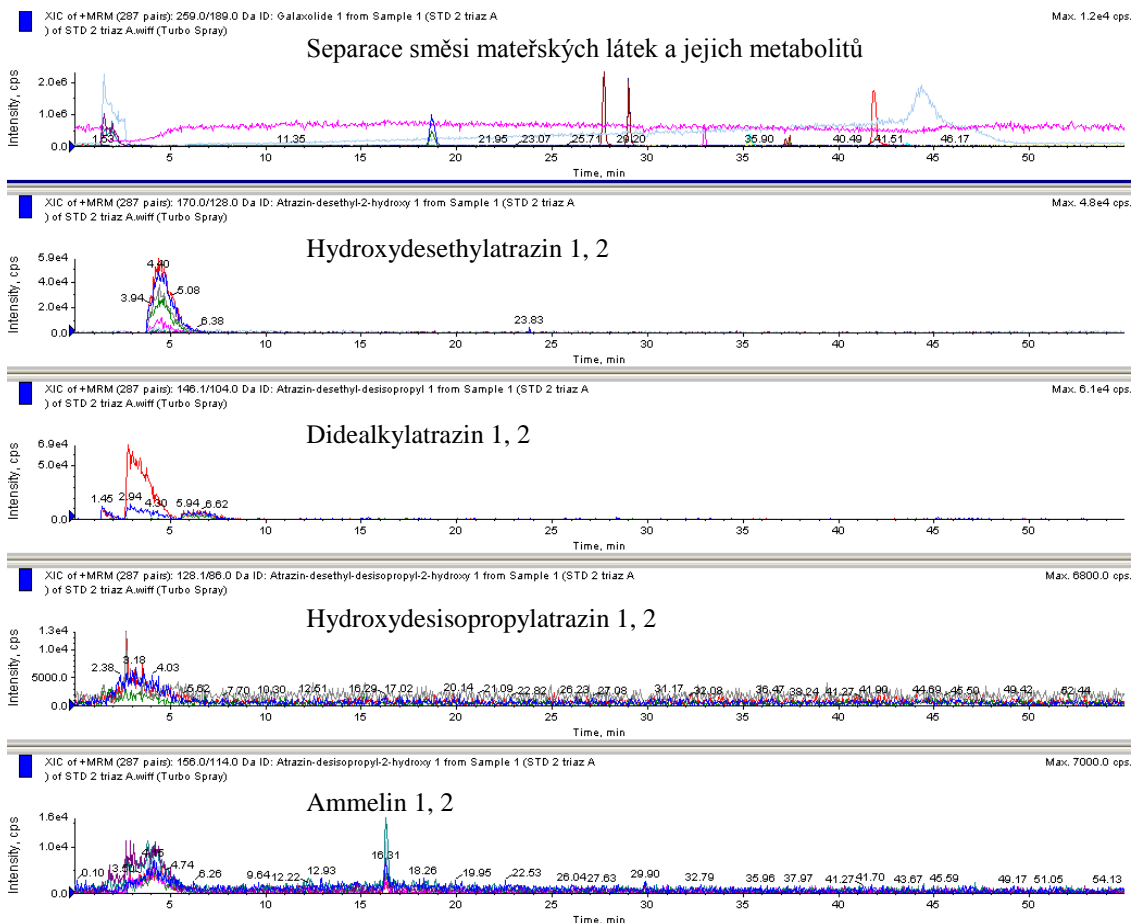 XIC of +MRM (287 pairs): 259.0/189.0 Da ID: Galaxolide 1 from Sample 1 (STD 2 triaz A Max. 1.2e4 cps.
) of STD 2 triaz A.wiff (Turbo Spray)
Separace směsi mateřských látek a jejich metabolitů
Intensity, cps
2.0e6
1.0e6
0.0
1.53 11.35 21.95 23.07 25.71 29.20 35.90 40.49 41.51 46.17
5 10 15 20 25 30 35 40 45 50
Time, min
XIC of +MRM (287 pairs): 170.0/128.0 Da ID: Atrazin-desethyl-2-hydroxy 1 from Sample 1 (STD 2 triaz A Max. 4.8e4 cps.
) of STD 2 triaz A.wiff (Turbo Spray)
Hydroxydesethylatrazin 1, 2
Intensity, cps
5.9e4
4.0e4
2.0e4
0.0
4.40
3.94 5.08
6.38 23.83
5 10 15 20 25 30 35 40 45 50
Time, min
XIC of +MRM (287 pairs): 146.1/104.0 Da ID: Atrazin-desethyl-desisopropyl 1 from Sample 1 (STD 2 triaz A Max. 6.1e4 cps.
) of STD 2 triaz A.wiff (Turbo Spray)
Didealkylatrazin 1, 2
Intensity, cps
6.9e4
5.0e4
0.0
1.45 2.94 4.30 5.94 6.62
5 10 15 20 25 30 35 40 45 50
Time, min
XIC of +MRM (287 pairs): 128.1/86.0 Da ID: Atrazin-desethyl-desisopropyl-2-hydroxy 1 from Sample 1 (STD 2 triaz A Max. 6800.0 cps.
) of STD 2 triaz A.wiff (Turbo Spray)
Hydroxydesisopropylatrazin 1, 2
Intensity, cps
1.3e4
1.0e4
5000.0
0.0
2.38 3.18 4.03
5.62 7.70 10.30 12.51 16.29 17.02 20.14 21.09 22.82 26.23 27.08 31.17 32.08 36.47 38.24 41.27 41.90 44.69 45.50 49.42 52.44
5 10 15 20 25 30 35 40 45 50
Time, min
XIC of +MRM (287 pairs): 156.0/114.0 Da ID: Atrazin-desisopropyl-2-hydroxy 1 from Sample 1 (STD 2 triaz A Max. 7000.0 cps.
) of STD 2 triaz A.wiff (Turbo Spray)
Ammelin 1, 2
Intensity, cps
1.6e4
1.0e4
0.0
0.10 4.74 6.26 9.64 12.22 12.93 16.31 18.26 19.95 22.53 26.04 27.63 29.90 32.79 35.96 37.97 41.27 41.70 43.67 45.59 49.17 51.05 54.13
5 10 15 20 25 30 35 40 45 50
Time, min